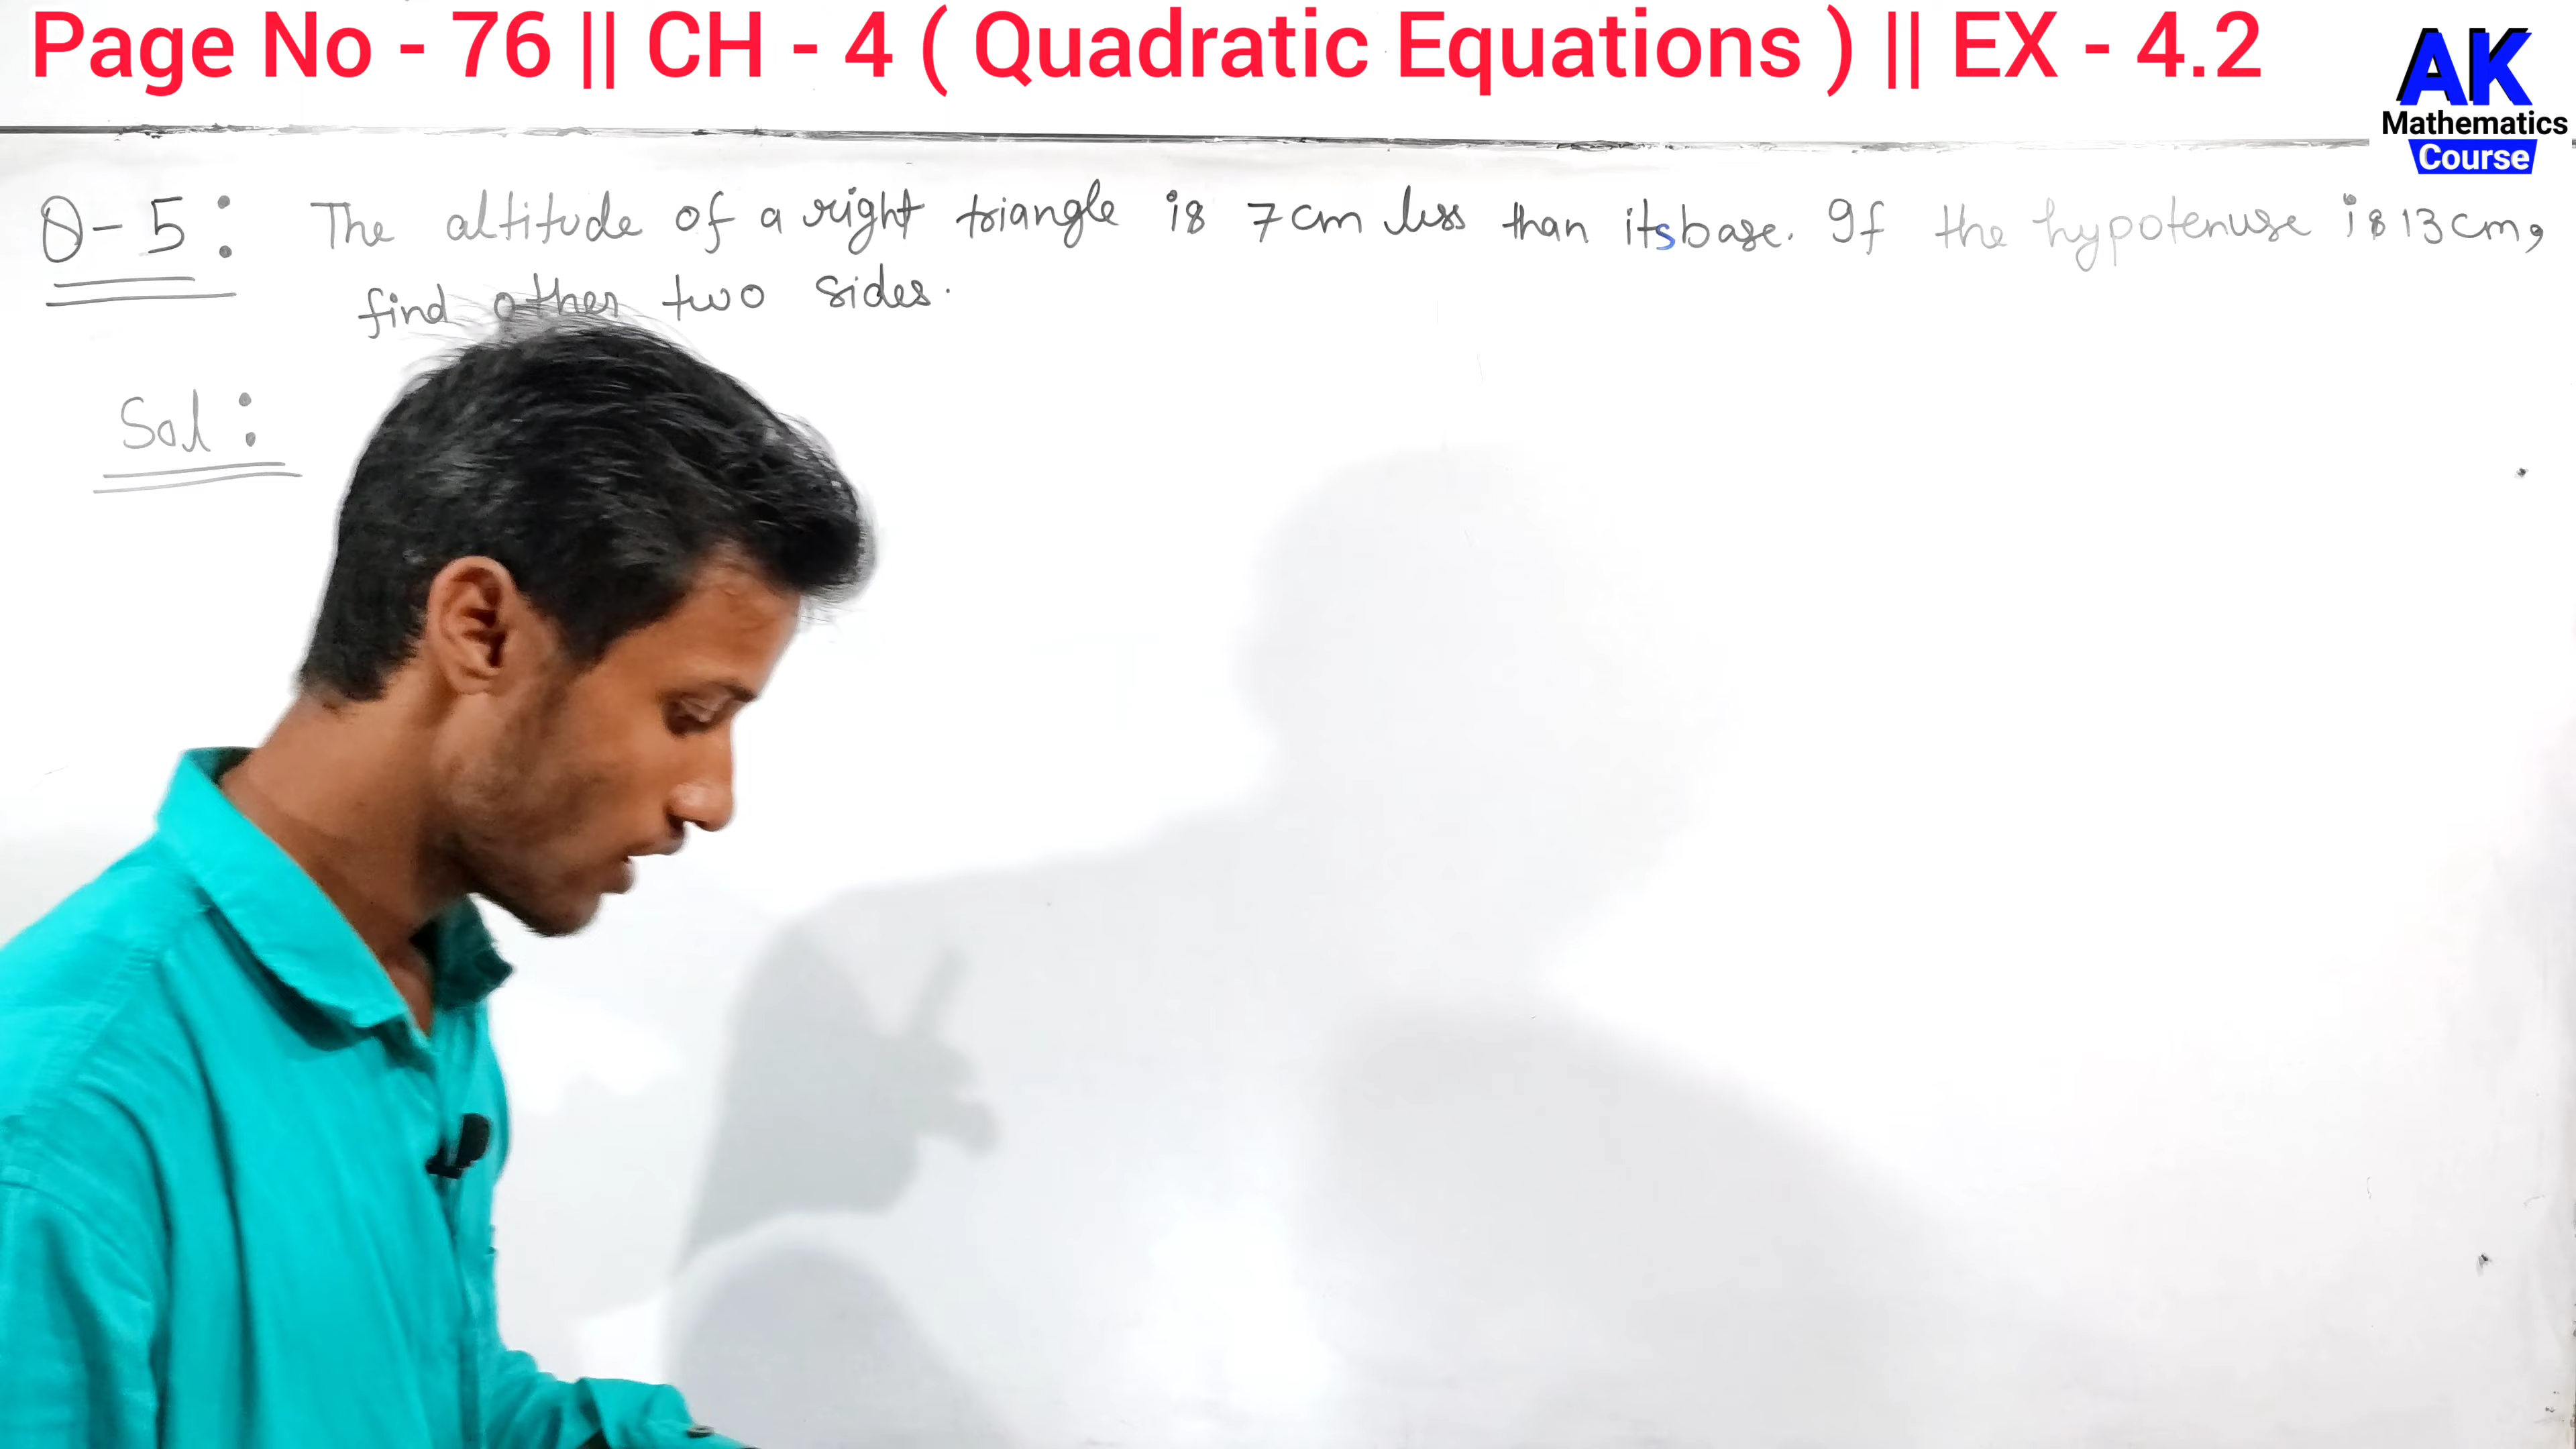 Page No - 76 || CH - 4 ( Quadratic Equations ) || EX - 4.2
AK
Mathematics
Course
Q-5: The altitude of a right triangle is 7cm less than its base. If the hypotenuse is 13cm,
find other two sides.
Sol: